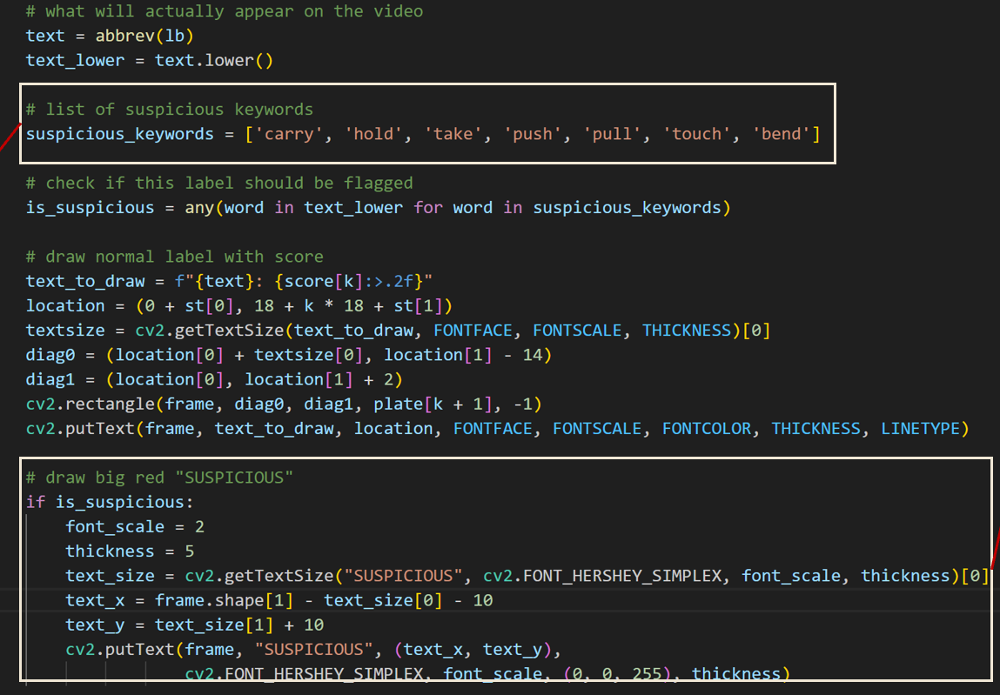 # what will actually appear on the video
text = abbrev(lb)
text_lower = text.lower()
# list of suspicious keywords
suspicious_keywords = ['carry', 'hold', 'take', 'push', 'pull', 'touch', 'bend']
# check if this label should be flagged
is_suspicious = any(word in text_lower for word in suspicious_keywords)
# draw normal label with score
text_to_draw = f"{text}: {score[k]:>.2f}"
location = (0 + st[0], 18 + k * 18 + st[1])
textsize = cv2.getTextSize(text_to_draw, FONTFACE, FONTSCALE, THICKNESS)[0]
diag0 = (location[0] + textsize[0], location[1] - 14)
diag1 = (location[0], location[1] + 2)
cv2.rectangle(frame, diag0, diag1, plate[k + 1], -1)
cv2.putText(frame, text_to_draw, location, FONTFACE, FONTSCALE, FONTCOLOR, THICKNESS, LINETYPE)
# draw big red "SUSPICIOUS"
if is_suspicious:
    font_scale = 2
    thickness = 5
    text_size = cv2.getTextSize("SUSPICIOUS", cv2.FONT_HERSHEY_SIMPLEX, font_scale, thickness)[0]
    text_x = frame.shape[1] - text_size[0] - 10
    text_y = text_size[1] + 10
    cv2.putText(frame, "SUSPICIOUS", (text_x, text_y),
                cv2.FONT_HERSHEY_SIMPLEX, font_scale, (0, 0, 255), thickness)